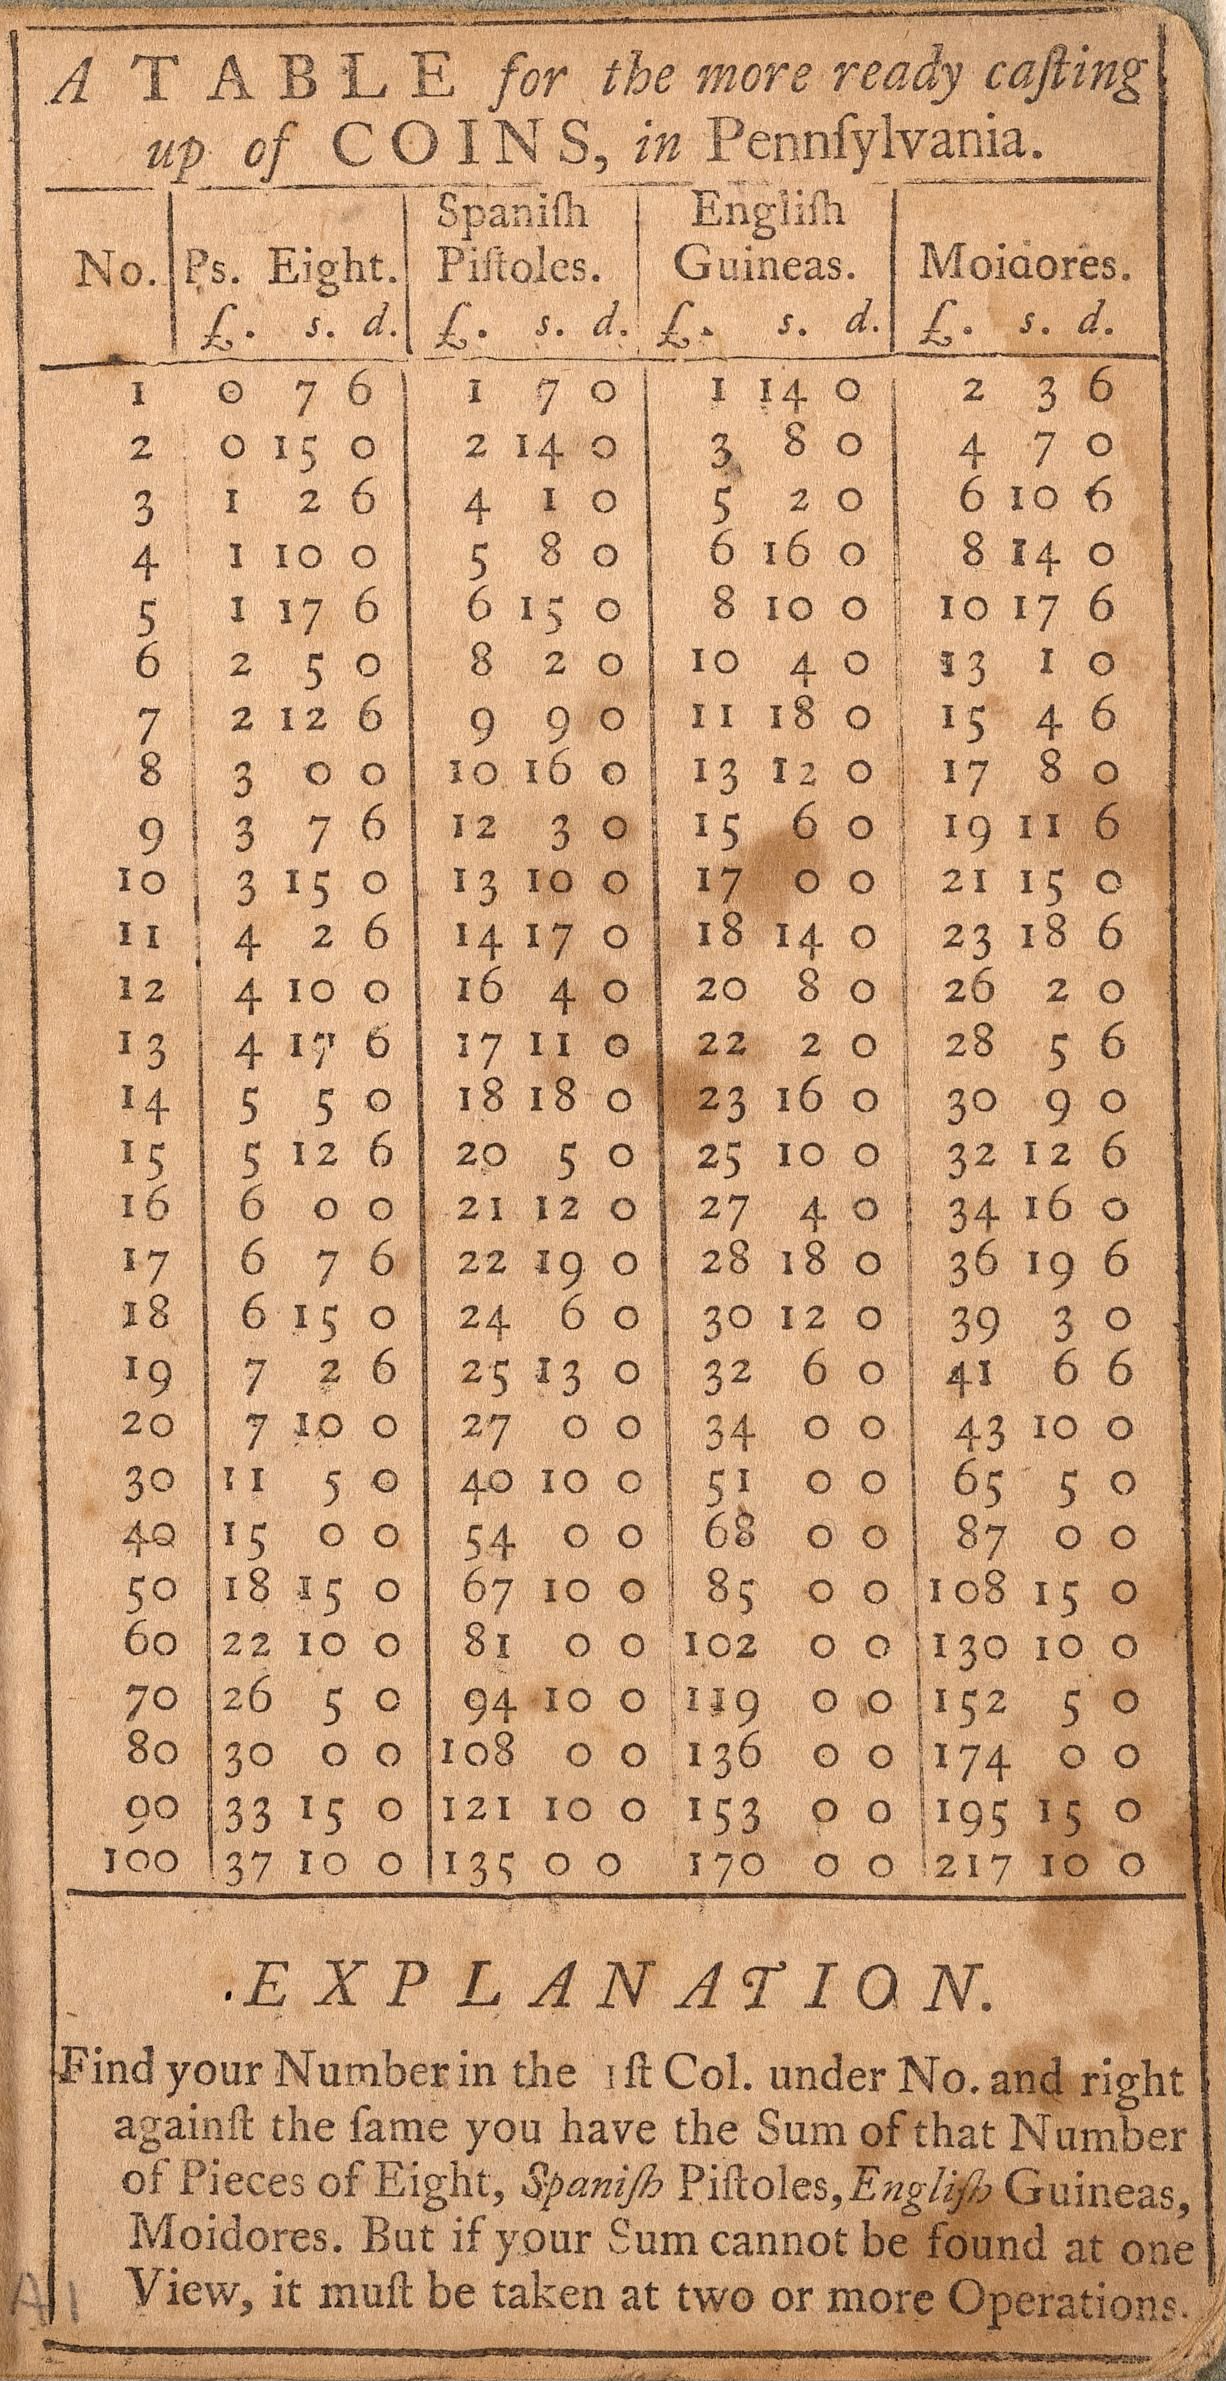 A TABLE for the more ready caſting
up of COINS, in Pennſylvania.
No. Ps. Eight. Spaniſh Piſtoles. Engliſh Guineas. Moidores.
£. s. d. £. s. d. £. s. d. £. s. d.
1 0 7 6 1 7 0 1 14 0 2 3 6
2 0 15 0 2 14 0 3 8 0 4 7 0
3 1 2 6 4 1 0 5 2 0 6 10 6
4 1 10 0 5 8 0 6 16 0 8 14 0
5 1 17 6 6 15 0 8 10 0 10 17 6
6 2 5 0 8 2 0 10 4 0 13 1 0
7 2 12 6 9 9 0 11 18 0 15 4 6
8 3 0 0 10 16 0 13 12 0 17 8 0
9 3 7 6 12 3 0 15 6 0 19 11 6
10 3 15 0 13 10 0 17 0 0 21 15 0
11 4 2 6 14 17 0 18 14 0 23 18 6
12 4 10 0 16 4 0 20 8 0 26 2 0
13 4 17 6 17 11 0 22 2 0 28 5 6
14 5 5 0 18 18 0 23 16 0 30 9 0
15 5 12 6 20 5 0 25 10 0 32 12 6
16 6 0 0 21 12 0 27 4 0 34 16 0
17 6 7 6 22 19 0 28 18 0 36 19 6
18 6 15 0 24 6 0 30 12 0 39 3 0
19 7 2 6 25 13 0 32 6 0 41 6 6
20 7 10 0 27 0 0 34 0 0 43 10 0
30 11 5 0 40 10 0 51 0 0 65 5 0
40 15 0 0 54 0 0 68 0 0 87 0 0
50 18 15 0 67 10 0 85 0 0 108 15 0
60 22 10 0 81 0 0 102 0 0 130 10 0
70 26 5 0 94 10 0 119 0 0 152 5 0
80 30 0 0 108 0 0 136 0 0 174 0 0
90 33 15 0 121 10 0 153 0 0 195 15 0
100 37 10 0 135 0 0 170 0 0 217 10 0
EXPLANATION.
Find your Number in the 1ſt Col. under No. and right
againſt the ſame you have the Sum of that Number
of Pieces of Eight, Spaniſh Piſtoles, Engliſh Guineas,
Moidores. But if your Sum cannot be found at one
View, it muſt be taken at two or more Operations.
A1